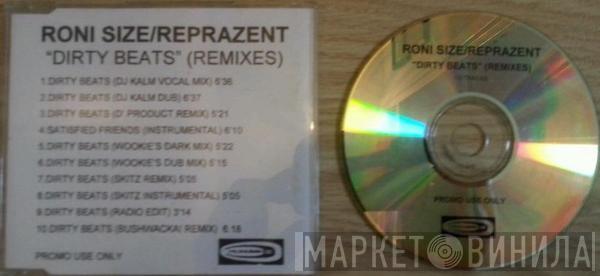 RONI SIZE/REPRAZENT
"DIRTY BEATS" (REMIXES)
1.DIRTY BEATS (DJ KALM VOCAL MIX) 6'36
2.DIRTY BEATS (DJ KALM DUB) 6'37
3.DIRTY BEATS (D' PRODUCT REMIX) 5'21
4.SATISFIED FRIENDS (INSTRUMENTAL) 6'10
5.DIRTY BEATS (WOOKIE'S DARK MIX) 5'22
6.DIRTY BEATS (WOOKIE'S DUB MIX) 5'15
7.DIRTY BEATS (SKITZ REMIX) 5'05
8.DIRTY BEATS (SKITZ INSTRUMENTAL) 5'05
9.DIRTY BEATS (RADIO EDIT) 3'14
10.DIRTY BEATS (BUSHWACKA! REMIX) 6.18
PROMO USE ONLY
RONI SIZE/REPRAZENT
"DIRTY BEATS" (REMIXES)
PROMO USE ONLY
МАРКЕТ ВИНИЛА